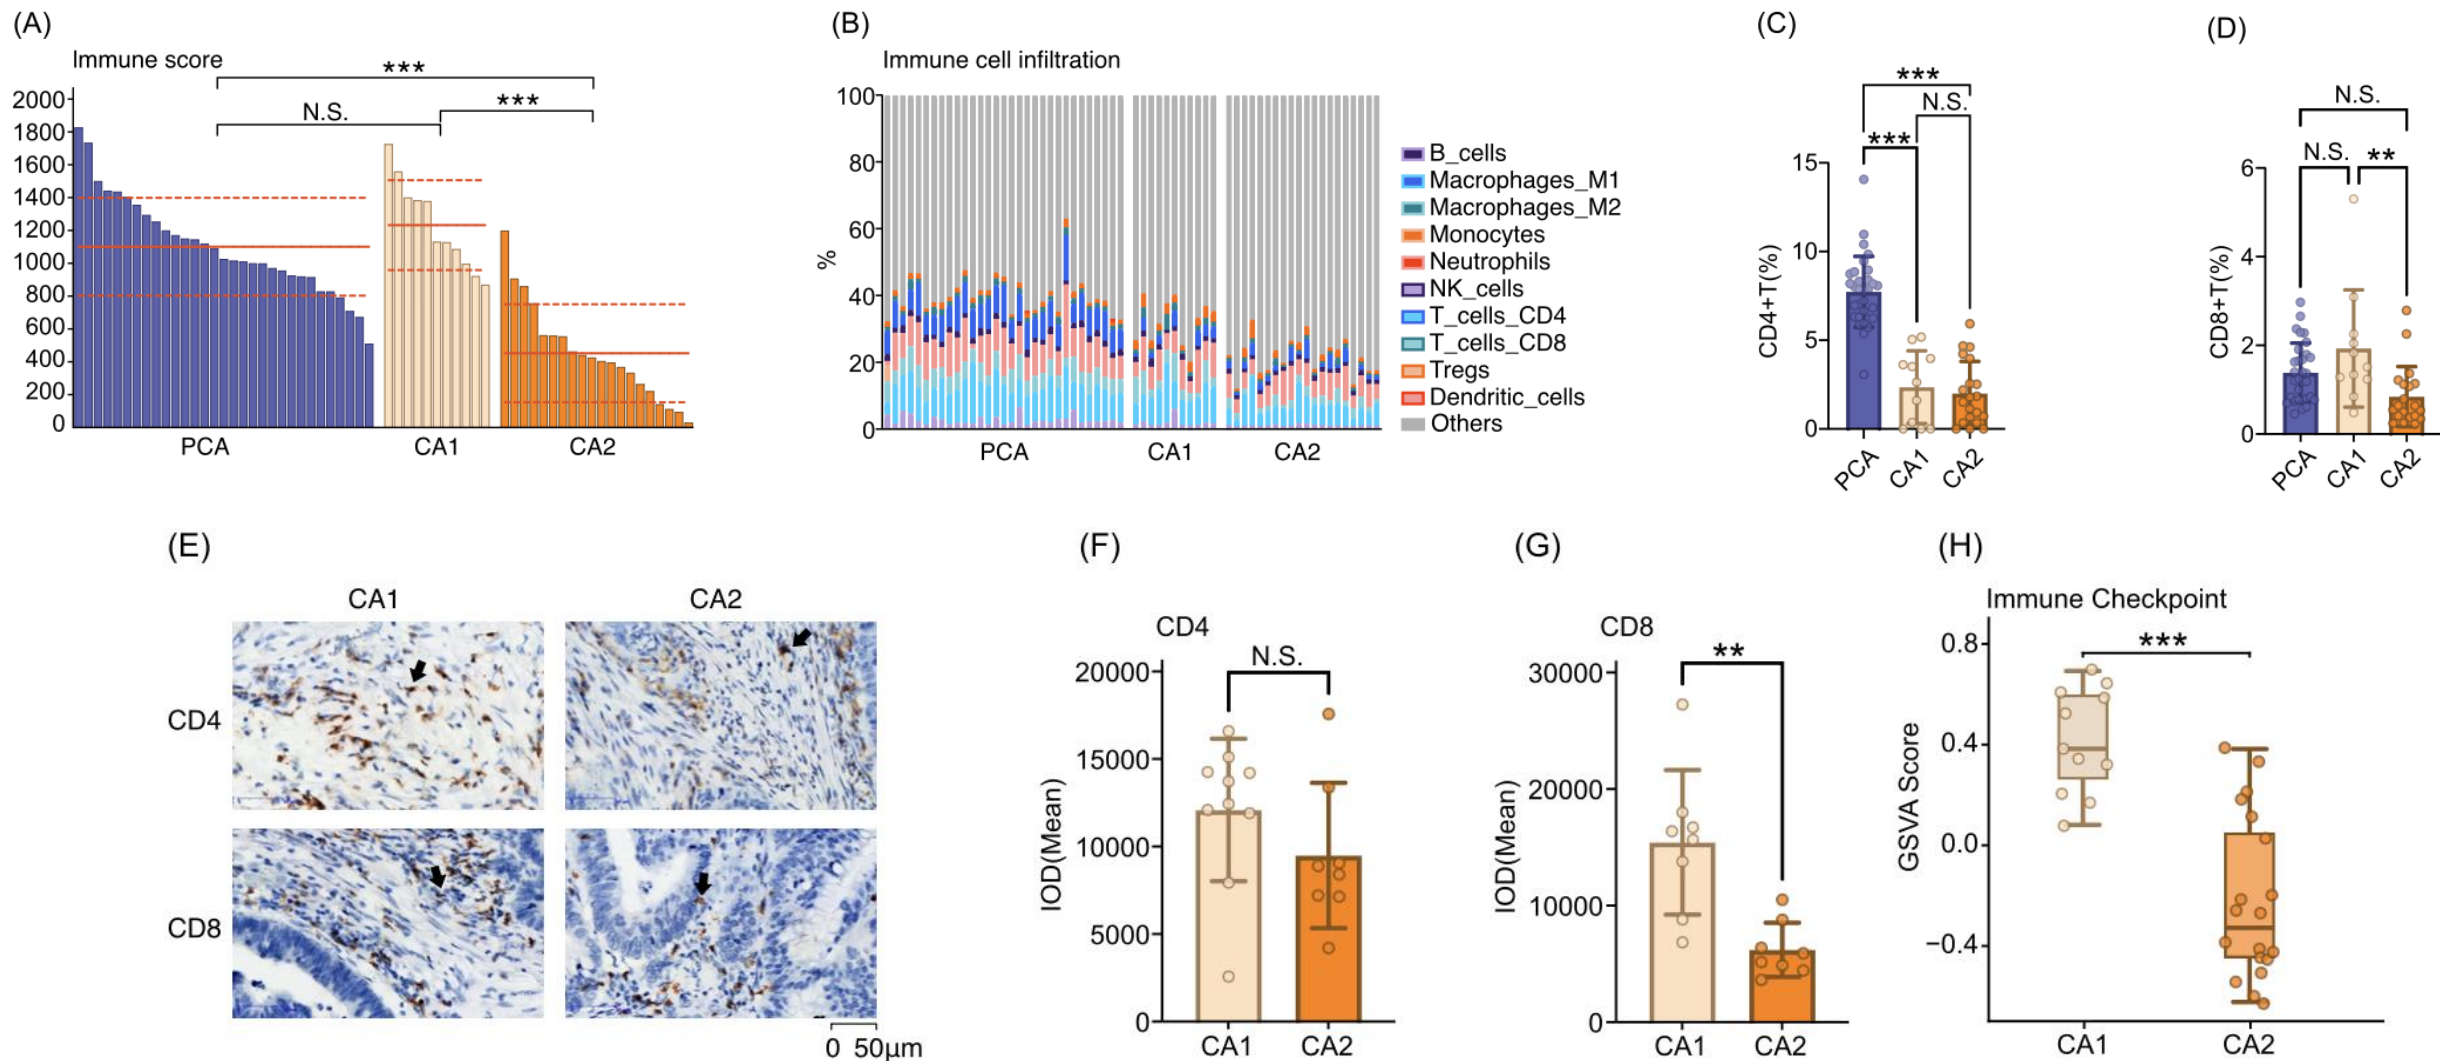 (A)
Immune score
***
N.S.
***
2000
1800
1600
1400
1200
1000
800
600
400
200
0
PCA
CA1
CA2
(B)
Immune cell infiltration
%
100
80
60
40
20
0
PCA
CA1
CA2
B_cells
Macrophages_M1
Macrophages_M2
Monocytes
Neutrophils
NK_cells
T_cells_CD4
T_cells_CD8
Tregs
Dendritic_cells
Others
(C)
***
N.S.
***
CD4+T(%)
15
10
5
0
PCA
CA1
CA2
(D)
N.S.
N.S.
**
CD8+T(%)
6
4
2
0
PCA
CA1
CA2
(E)
CA1
CA2
CD4
CD8
0 50μm
(F)
CD4
N.S.
IOD(Mean)
20000
15000
10000
5000
0
CA1
CA2
(G)
CD8
**
IOD(Mean)
30000
20000
10000
0
CA1
CA2
(H)
Immune Checkpoint
***
GSVA Score
0.8
0.4
0.0
−0.4
CA1
CA2